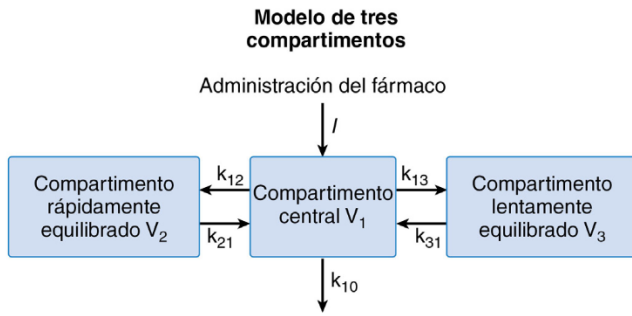 Modelo de tres
compartimentos
Administración del fármaco
I
Compartimento
rápidamente
equilibrado V₂
k₁₂
k₂₁
Compartimento
central V₁
k₁₃
k₃₁
Compartimento
lentamente
equilibrado V₃
k₁₀